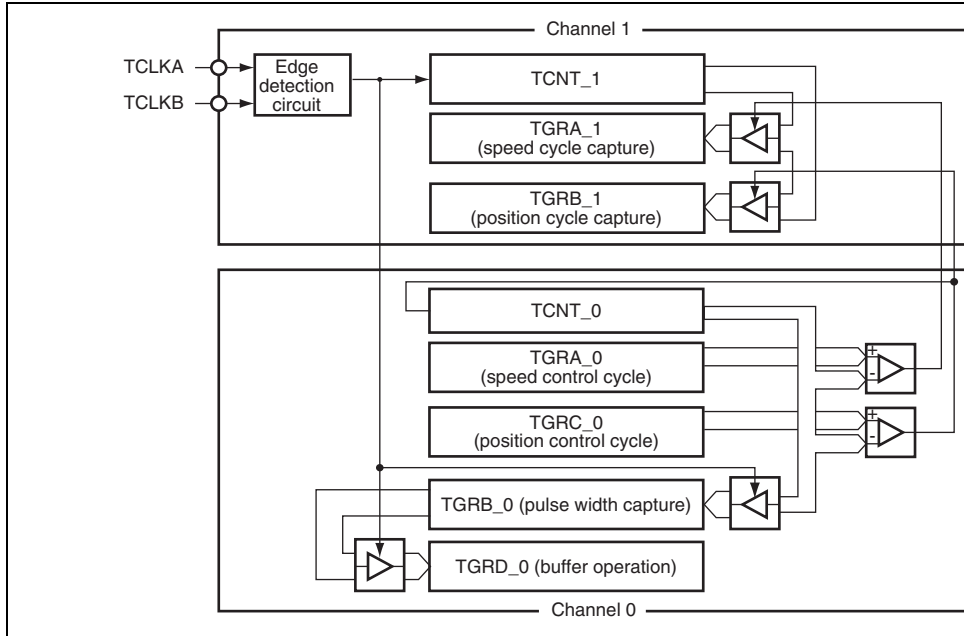 Channel 1
TCLKA
TCLKB
Edge
detection
circuit
TCNT_1
TGRA_1
(speed cycle capture)
TGRB_1
(position cycle capture)
TCNT_0
TGRA_0
(speed control cycle)
TGRC_0
(position control cycle)
+
-
+
-
TGRB_0 (pulse width capture)
TGRD_0 (buffer operation)
Channel 0